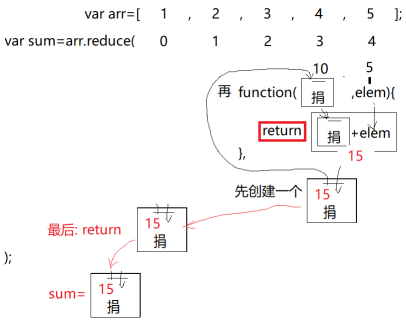 var arr=[ 1 , 2 , 3 , 4 , 5 ];
var sum=arr.reduce( 0 1 2 3 4
10 5
再 function( 捐 ,elem){
return 捐 +elem
}, 15
先创建一个 15
捐
最后: return 15
捐
);
sum= 15
捐